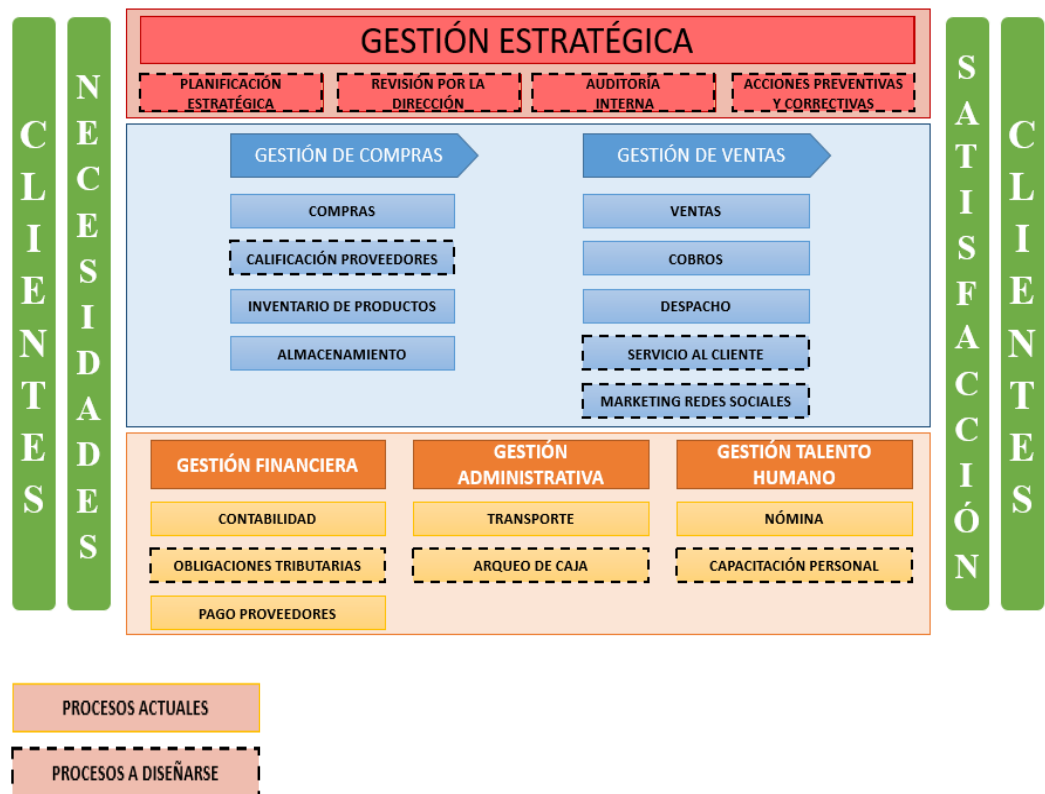 CLIENTES
NECESIDADES
GESTIÓN ESTRATÉGICA
PLANIFICACIÓN
ESTRATÉGICA
REVISIÓN POR LA
DIRECCIÓN
AUDITORÍA
INTERNA
ACCIONES PREVENTIVAS
Y CORRECTIVAS
GESTIÓN DE COMPRAS
COMPRAS
CALIFICACIÓN PROVEEDORES
INVENTARIO DE PRODUCTOS
ALMACENAMIENTO
GESTIÓN DE VENTAS
VENTAS
COBROS
DESPACHO
SERVICIO AL CLIENTE
MARKETING REDES SOCIALES
GESTIÓN FINANCIERA
CONTABILIDAD
OBLIGACIONES TRIBUTARIAS
PAGO PROVEEDORES
GESTIÓN
ADMINISTRATIVA
TRANSPORTE
ARQUEO DE CAJA
GESTIÓN TALENTO
HUMANO
NÓMINA
CAPACITACIÓN PERSONAL
SATISFACCIÓN
CLIENTES
PROCESOS ACTUALES
PROCESOS A DISEÑARSE